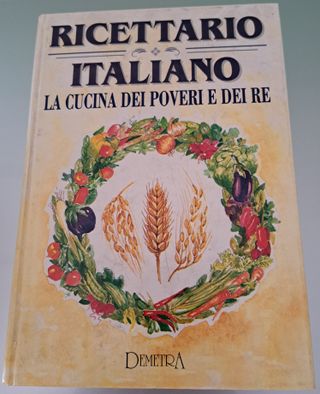 RICETTARIO
ITALIANO
LA CUCINA DEI POVERI E DEI RE
DEMETRA